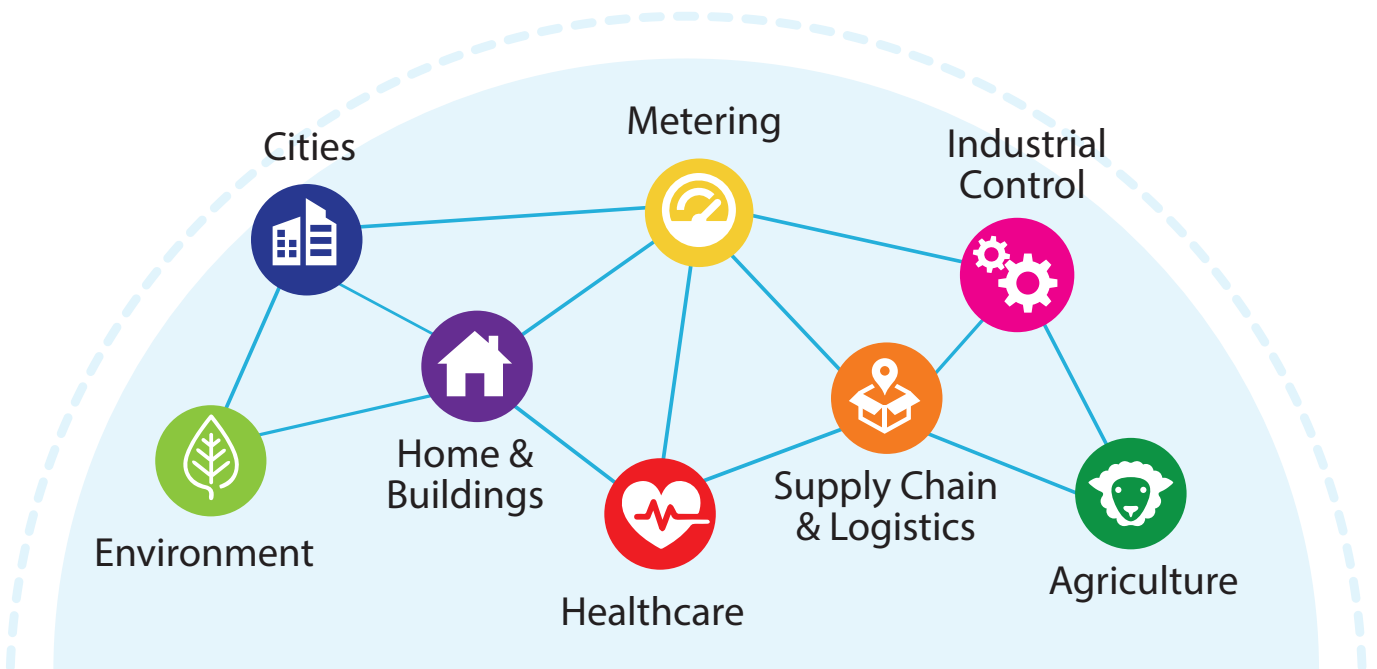 Cities
Metering
Industrial
Control
Home &
Buildings
Supply Chain
& Logistics
Environment
Healthcare
Agriculture